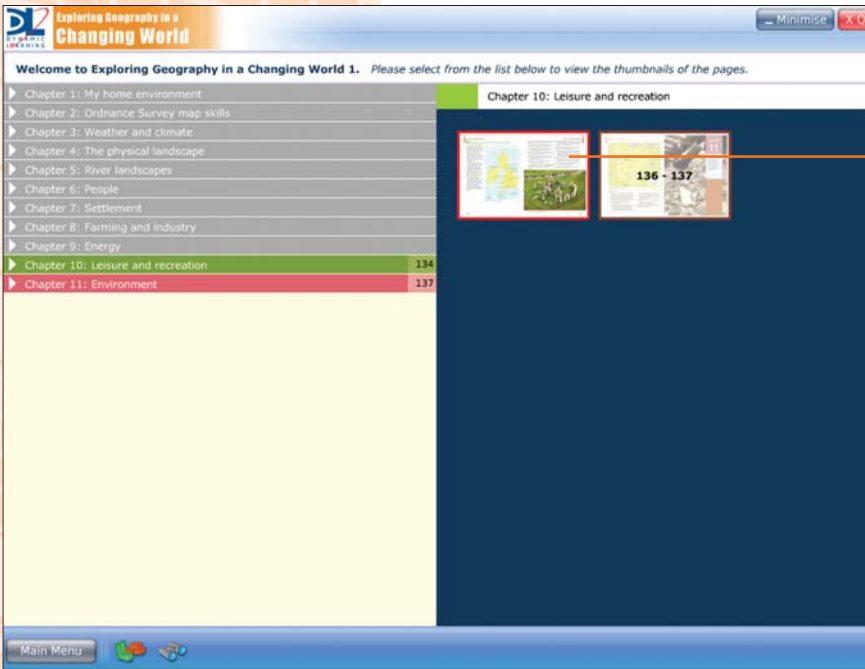 DL
DYNAMIC
LEARNING
Exploring Geography in a
Changing World
Minimise
X Q
Welcome to Exploring Geography in a Changing World 1. Please select from the list below to view the thumbnails of the pages.
Chapter 1: My home environment
Chapter 2: Ordnance Survey map skills
Chapter 3: Weather and climate
Chapter 4: The physical landscape
Chapter 5: River landscapes
Chapter 6: People
Chapter 7: Settlement
Chapter 8: Farming and industry
Chapter 9: Energy
Chapter 10: Leisure and recreation 134
Chapter 11: Environment 137
Chapter 10: Leisure and recreation
136 - 137
11
Main Menu